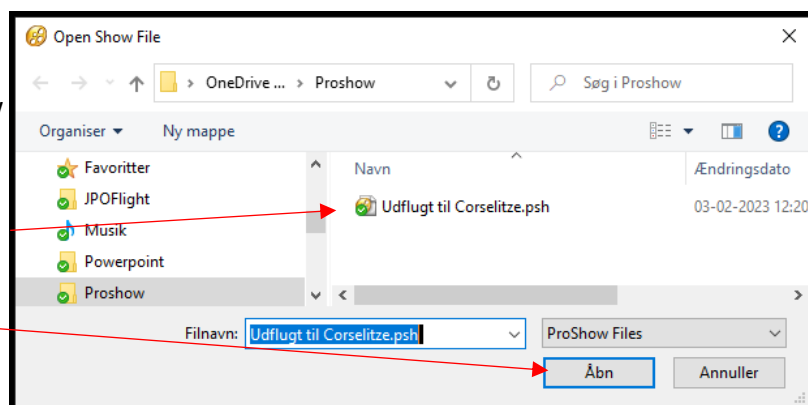 Open Show File
OneDrive ... > Proshow
Søg i Proshow
Organiser
Ny mappe
Favoritter
JPOFlight
Musik
Powerpoint
Proshow
Navn
Ændringsdato
Udflugt til Corselitze.psh
03-02-2023 12:20
Filnavn:
Udflugt til Corselitze.psh
ProShow Files
Åbn
Annuller